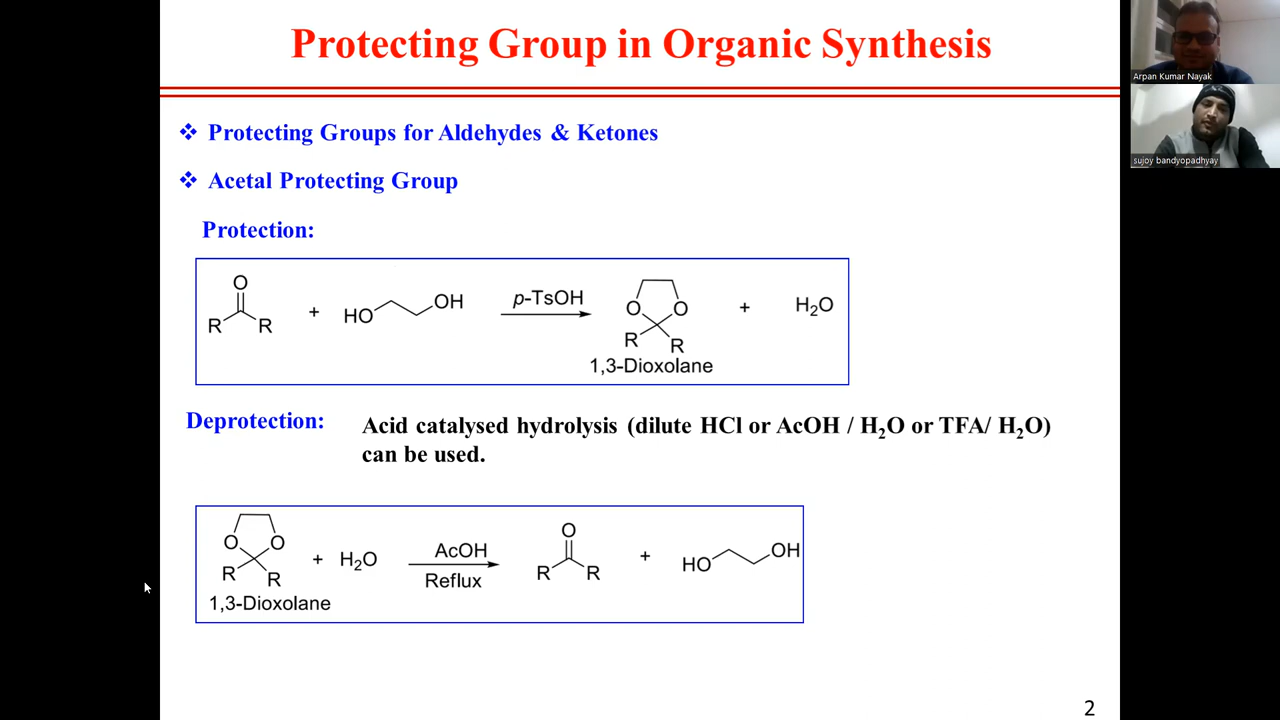 Protecting Group in Organic Synthesis
Arpan Kumar Nayak
sujoy bandyopadhyay
❖ Protecting Groups for Aldehydes & Ketones
❖ Acetal Protecting Group
Protection:
O
R R + HO OH p-TsOH O O R R + H₂O
1,3-Dioxolane
Deprotection: Acid catalysed hydrolysis (dilute HCl or AcOH / H₂O or TFA/ H₂O)
can be used.
O O R R + H₂O AcOH O R R + HO OH
Reflux
1,3-Dioxolane
2